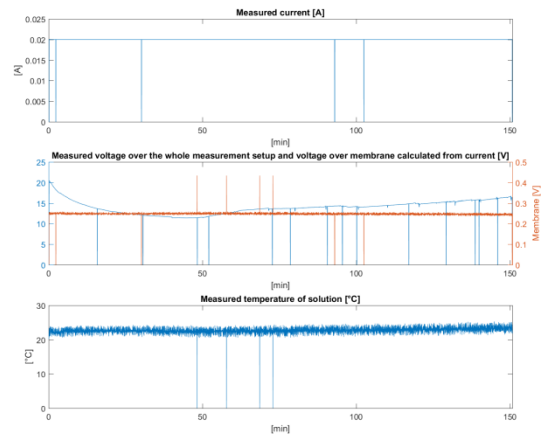 Measured current [A]
0.025
0.02
0.015
0.01
0.005
0
[A]
0 50 100 150
[min]
Measured voltage over the whole measurement setup and voltage over membrane calculated from current [V]
25 0.5
20 0.4
15 0.3
10 0.2
5 0.1
0 0
Membrane [V]
0 50 100 150
[min]
Measured temperature of solution [°C]
30
20
10
0
[°C]
0 50 100 150
[min]